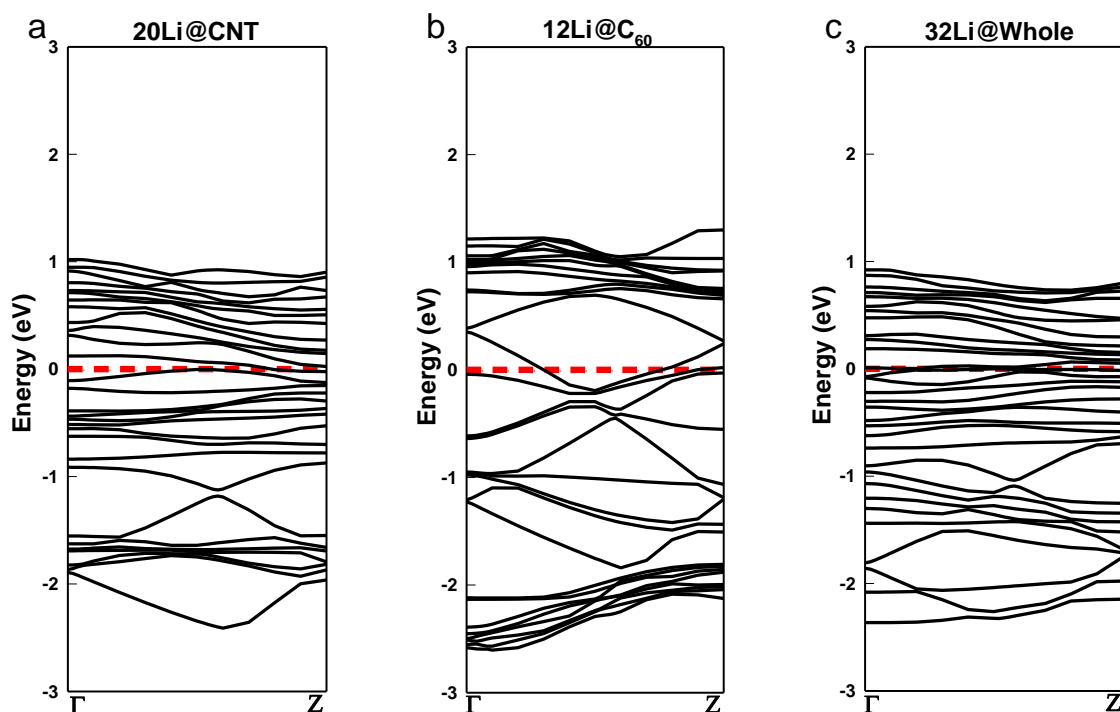 a
20Li@CNT
3
2
1
0
-1
-2
-3
Energy (eV)
Γ
Z
b
12Li@C60
3
2
1
0
-1
-2
-3
Energy (eV)
Γ
Z
c
32Li@Whole
3
2
1
0
-1
-2
-3
Energy (eV)
Γ
Z